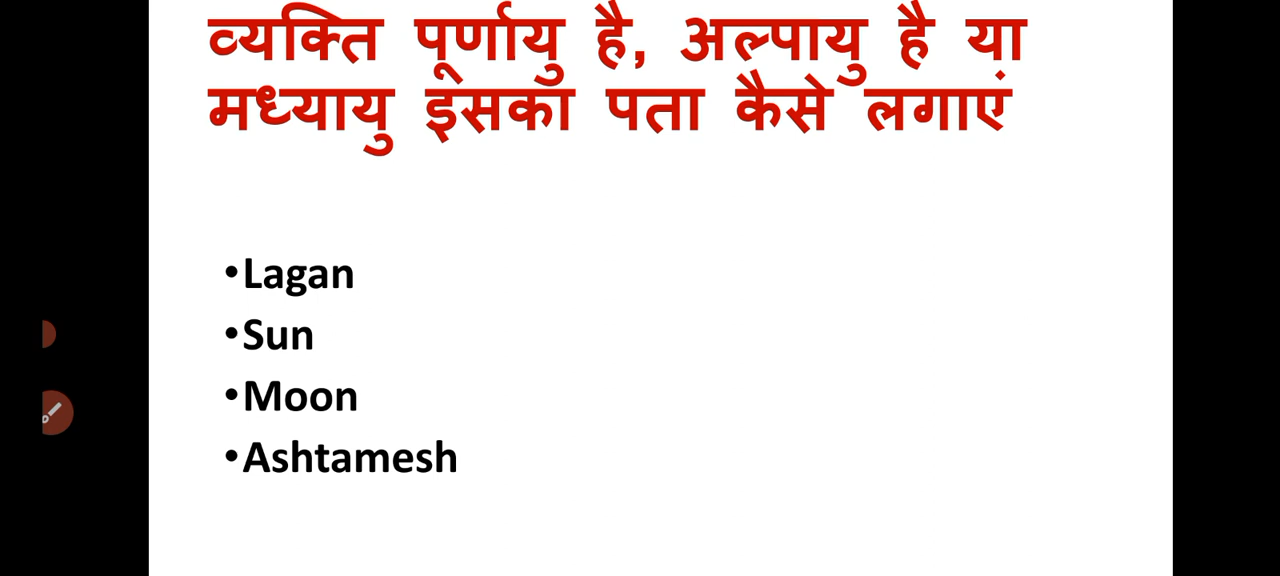 व्यक्ति पूर्णायु है, अल्पायु है या
मध्यायु इसका पता कैसे लगाएं
•Lagan
•Sun
•Moon
•Ashtamesh